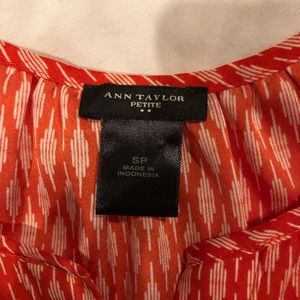 ANN TAYLOR
PETITE
SP
MADE IN
INDONESIA